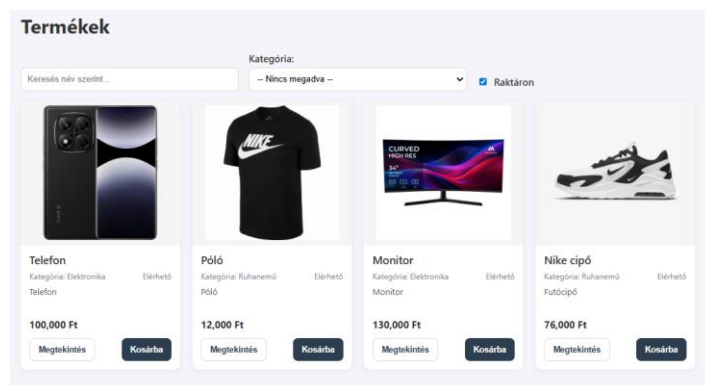 Termékek
Kategória:
Keresés név szerint...
-- Nincs megadva --
Raktáron
NIKE
CURVED
HIGH RES
34"
Telefon
Kategória: Elektronika
Elérhető
Telefon
100,000 Ft
Megtekintés
Kosárba
Póló
Kategória: Ruhanemű
Elérhető
Póló
12,000 Ft
Megtekintés
Kosárba
Monitor
Kategória: Elektronika
Elérhető
Monitor
130,000 Ft
Megtekintés
Kosárba
Nike cipő
Kategória: Ruhanemű
Elérhető
Futócipő
76,000 Ft
Megtekintés
Kosárba